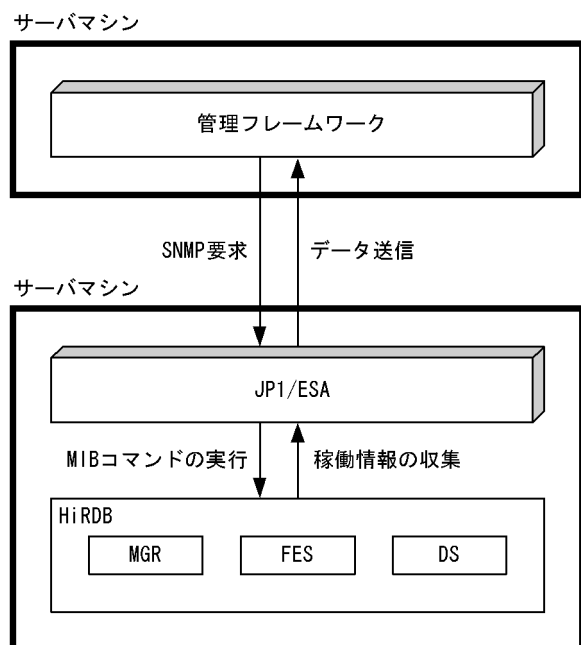 サーバマシン
管理フレームワーク
SNMP要求
データ送信
サーバマシン
JP1/ESA
MIBコマンドの実行
稼働情報の収集
HiRDB
MGR
FES
DS